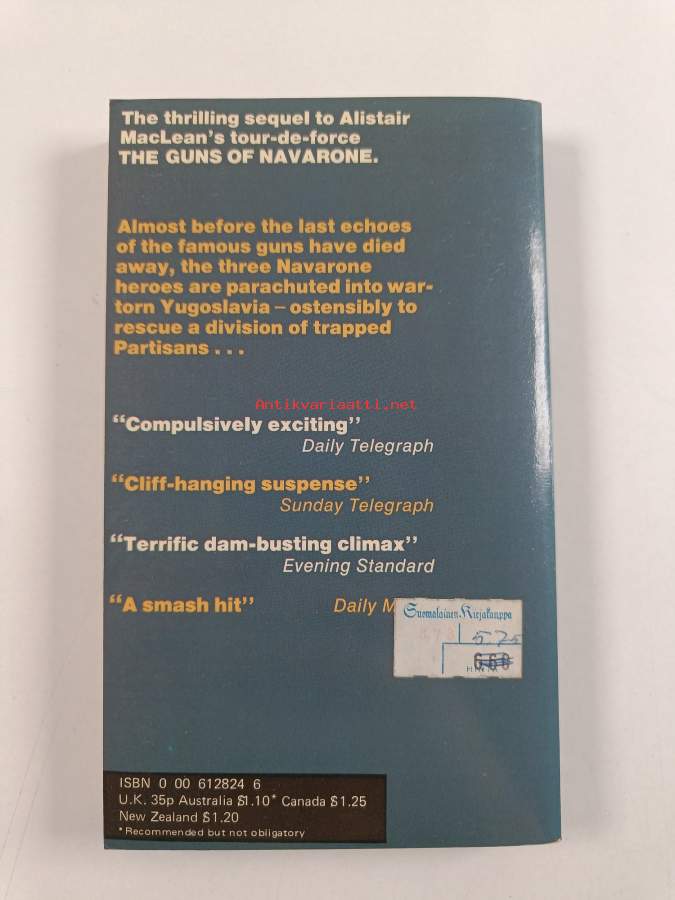 The thrilling sequel to Alistair
MacLean's tour-de-force
THE GUNS OF NAVARONE.
Almost before the last echoes
of the famous guns have died
away, the three Navarone
heroes are parachuted into war-
torn Yugoslavia – ostensibly to
rescue a division of trapped
Partisans . . .
Antikvariaatti.net
"Compulsively exciting"
Daily Telegraph
"Cliff-hanging suspense"
Sunday Telegraph
"Terrific dam-busting climax"
Evening Standard
"A smash hit" Daily
Suomalainen Kirjakauppa
5.75
6.60
ISBN 0 00 612824 6
U.K. 35p Australia $1.10* Canada $1.25
New Zealand $1.20
*Recommended but not obligatory